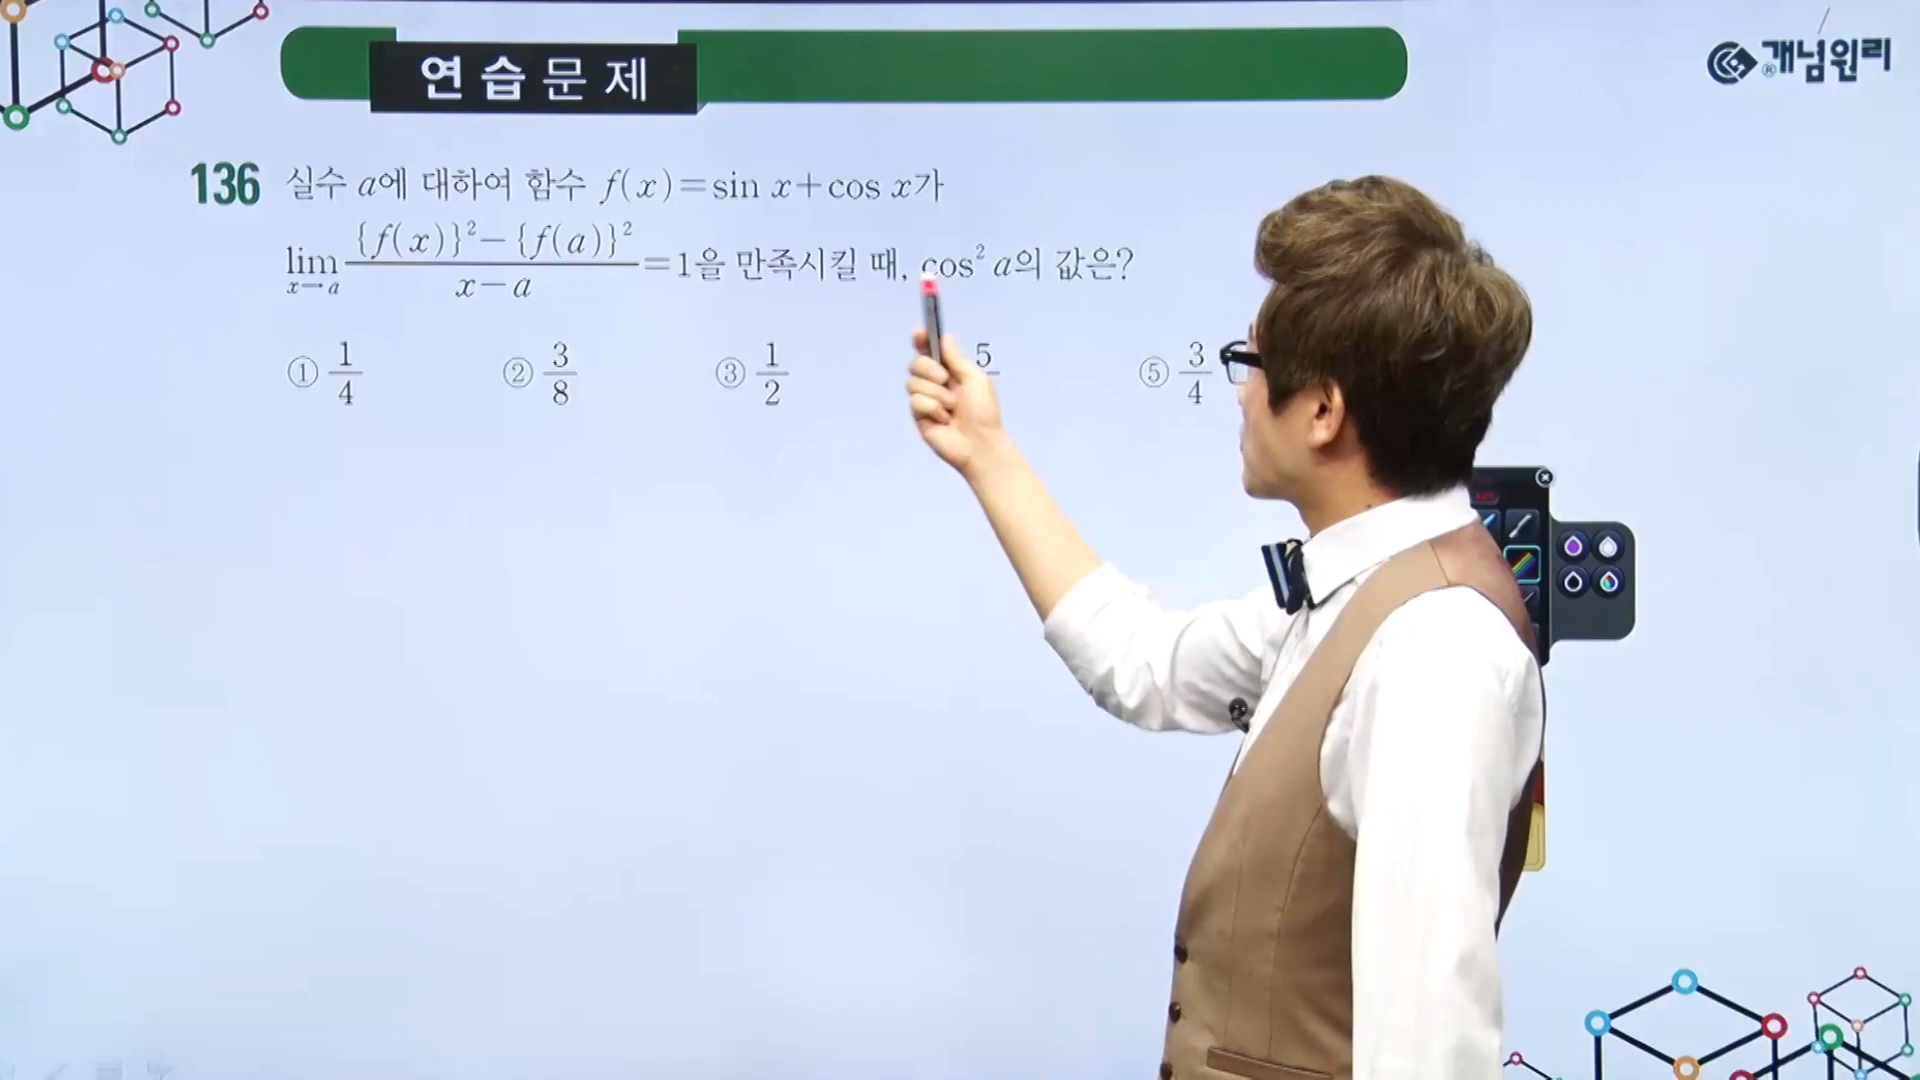 연습문제
개념원리
136 실수 a에 대하여 함수 f(x)=sin x+cos x가
lim x→a {f(x)}²−{f(a)}² / x−a =1을 만족시킬 때, cos² a의 값은?
① 1/4 ② 3/8 ③ 1/2 5 ⑤ 3/4